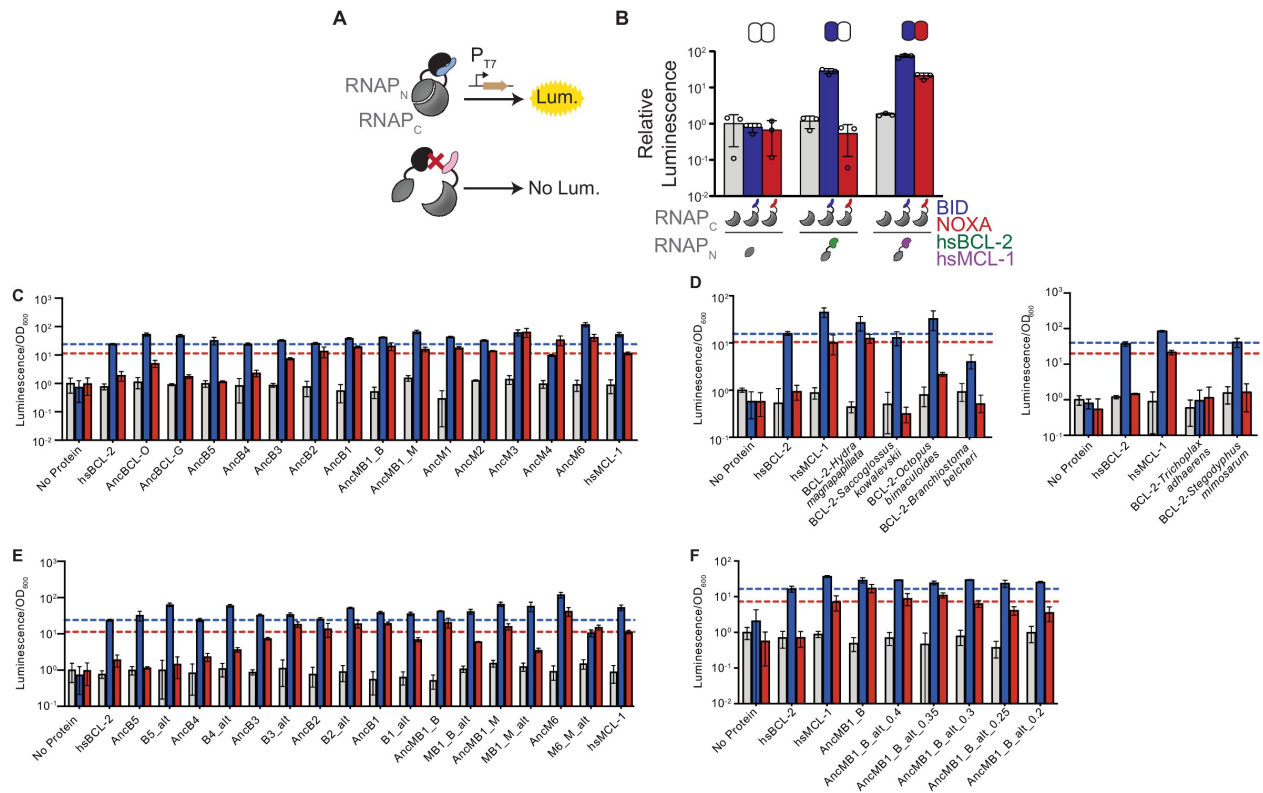 A
RNAP_N
RNAP_C
P_T7
Lum.
No Lum.
B
Relative
Luminescence
10^2
10^1
10^0
10^-1
10^-2
RNAP_C
RNAP_N
BID
NOXA
hsBCL-2
hsMCL-1
C
Luminescence/OD_600
10^3
10^2
10^1
10^0
10^-1
10^-2
No Protein
hsBCL-2
AncBCL-O
AncBCL-G
AncB5
AncB4
AncB3
AncB2
AncB1
AncMB1_B
AncMB1_M
AncM1
AncM2
AncM3
AncM4
AncM6
hsMCL-1
D
Luminescence/OD_600
10^2
10^1
10^0
10^-1
No Protein
hsBCL-2
hsMCL-1
BCL-2-Hydra
magnapapillata
BCL-2-Saccoglossus
kowalevskii
BCL-2-Octopus
bimaculoides
BCL-2-Branchiostoma
belcheri
Luminescence/OD_600
10^3
10^2
10^1
10^0
10^-1
No Protein
hsBCL-2
hsMCL-1
BCL-2-Trichoplax
adhaerens
BCL-2-Stegodyphus
mimosarum
E
Luminescence/OD_600
10^3
10^2
10^1
10^0
10^-1
No Protein
hsBCL-2
AncB5
B5_alt
AncB4
B4_alt
AncB3
B3_alt
AncB2
B2_alt
AncB1
B1_alt
AncMB1_B
MB1_B_alt
AncMB1_M
MB1_M_alt
AncM6
M6_M_alt
hsMCL-1
F
Luminescence/OD_600
10^2
10^1
10^0
10^-1
10^-2
No Protein
hsBCL-2
hsMCL-1
AncMB1_B
AncMB1_B_alt_0.4
AncMB1_B_alt_0.35
AncMB1_B_alt_0.3
AncMB1_B_alt_0.25
AncMB1_B_alt_0.2